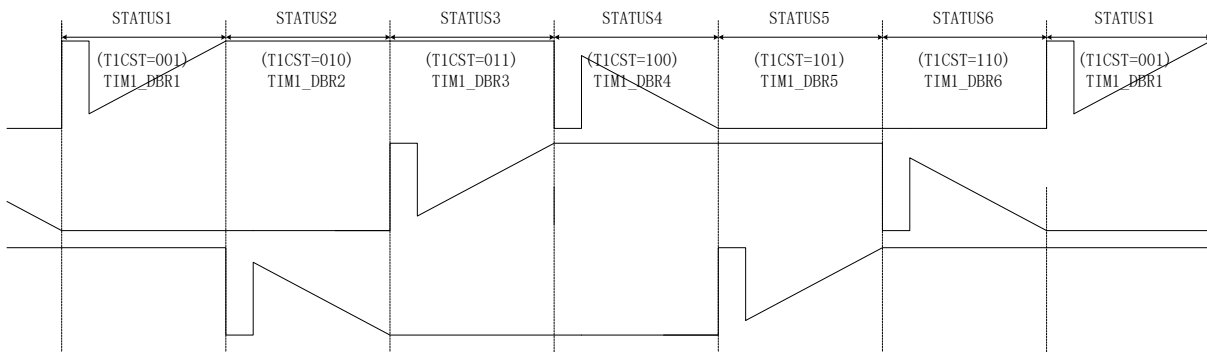 STATUS1 STATUS2 STATUS3 STATUS4 STATUS5 STATUS6 STATUS1
(T1CST=001) (T1CST=010) (T1CST=011) (T1CST=100) (T1CST=101) (T1CST=110) (T1CST=001)
TIM1_DBR1 TIM1_DBR2 TIM1_DBR3 TIM1_DBR4 TIM1_DBR5 TIM1_DBR6 TIM1_DBR1